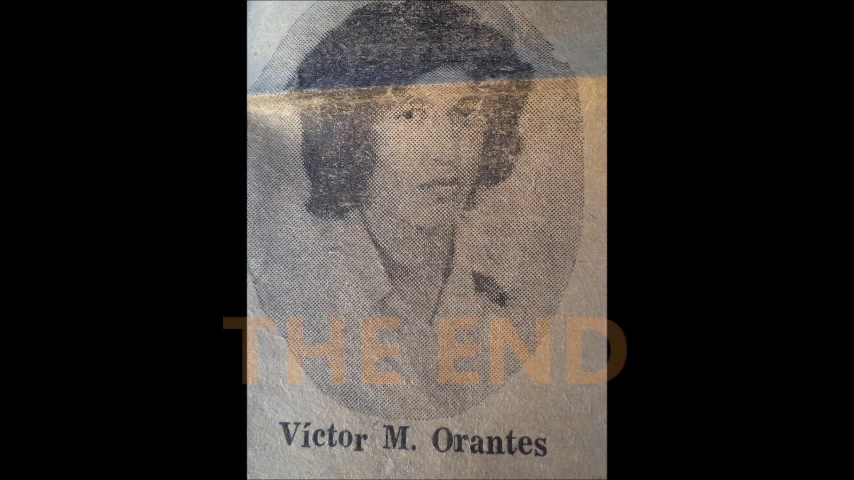 THE END
Víctor M. Orantes